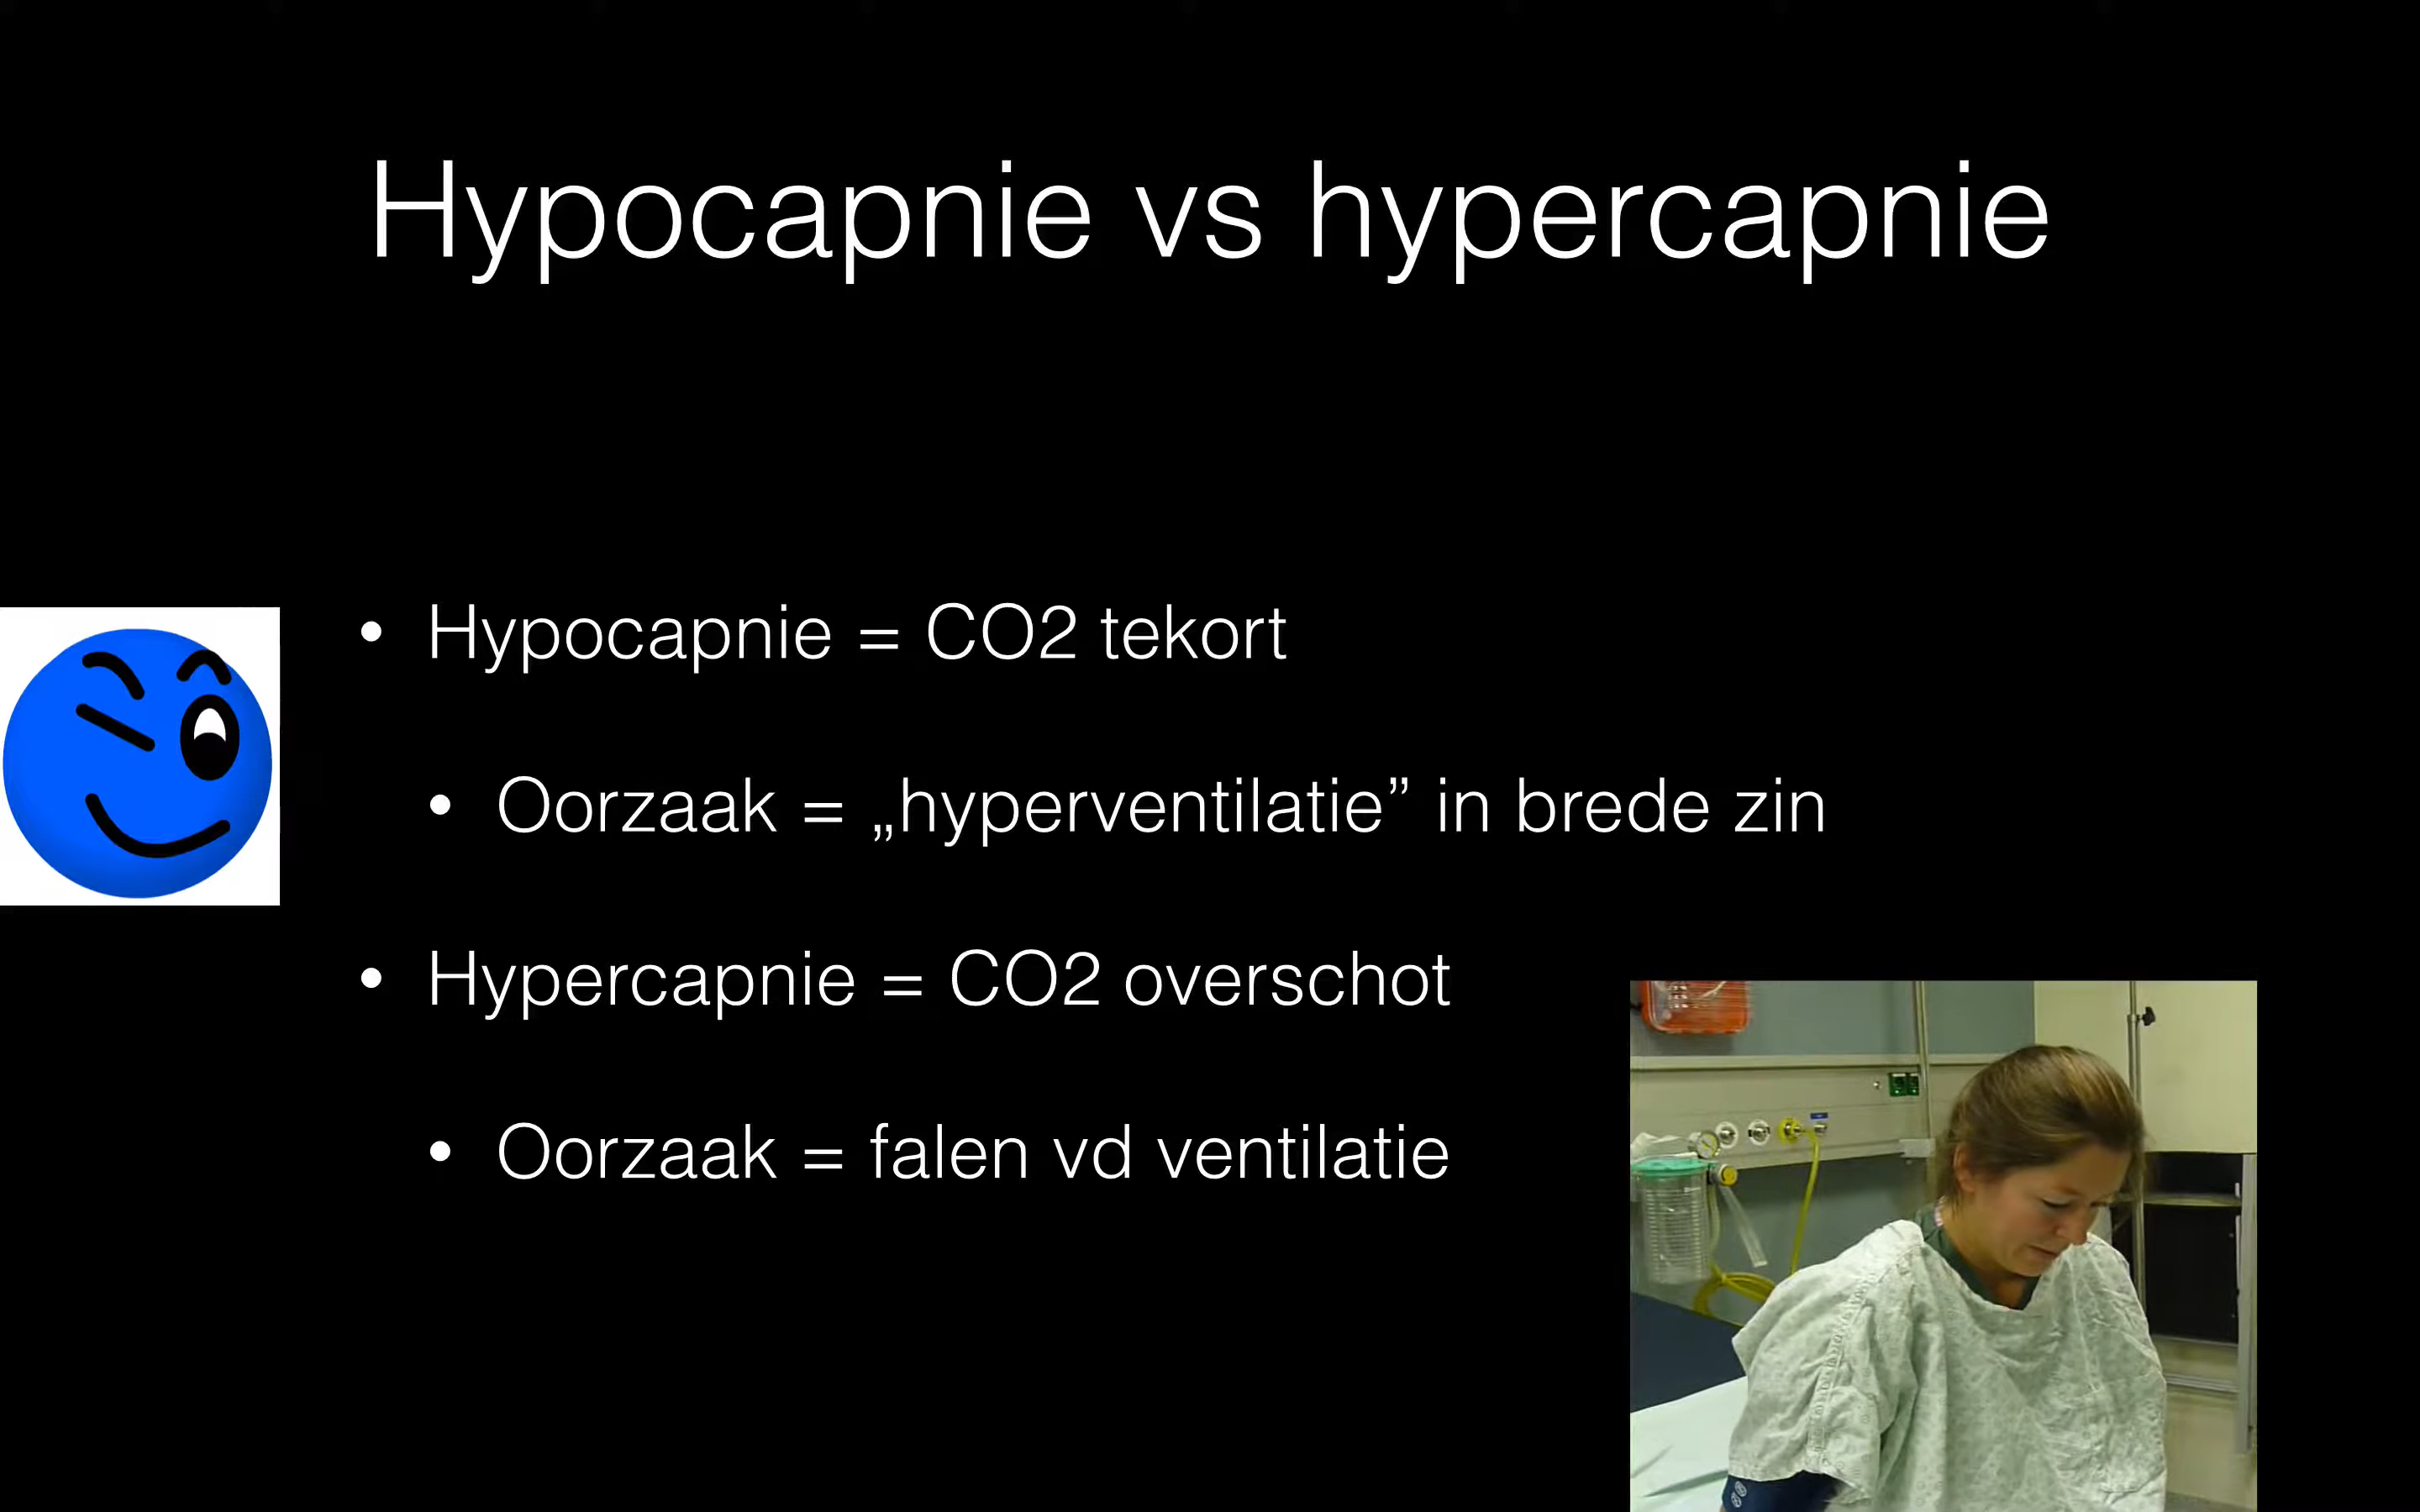 Hypocapnie vs hypercapnie
• Hypocapnie = CO2 tekort
• Oorzaak = „hyperventilatie” in brede zin
• Hypercapnie = CO2 overschot
• Oorzaak = falen vd ventilatie